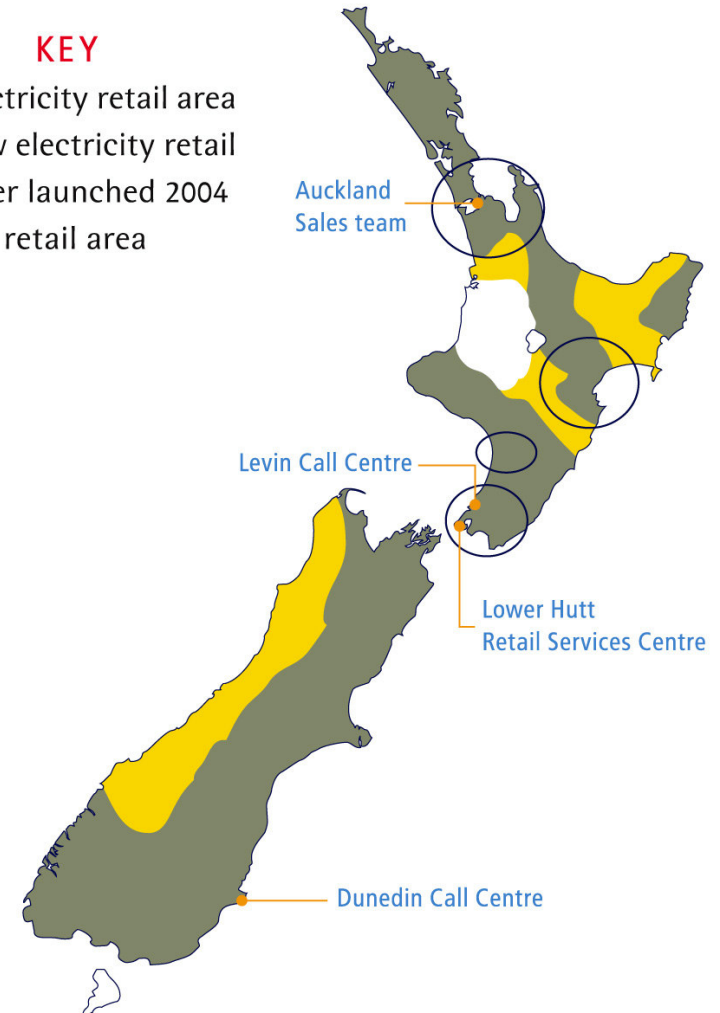 KEY
ctricity retail area
electricity retail
er launched 2004
retail area
Auckland
Sales team
Levin Call Centre
Lower Hutt
Retail Services Centre
Dunedin Call Centre